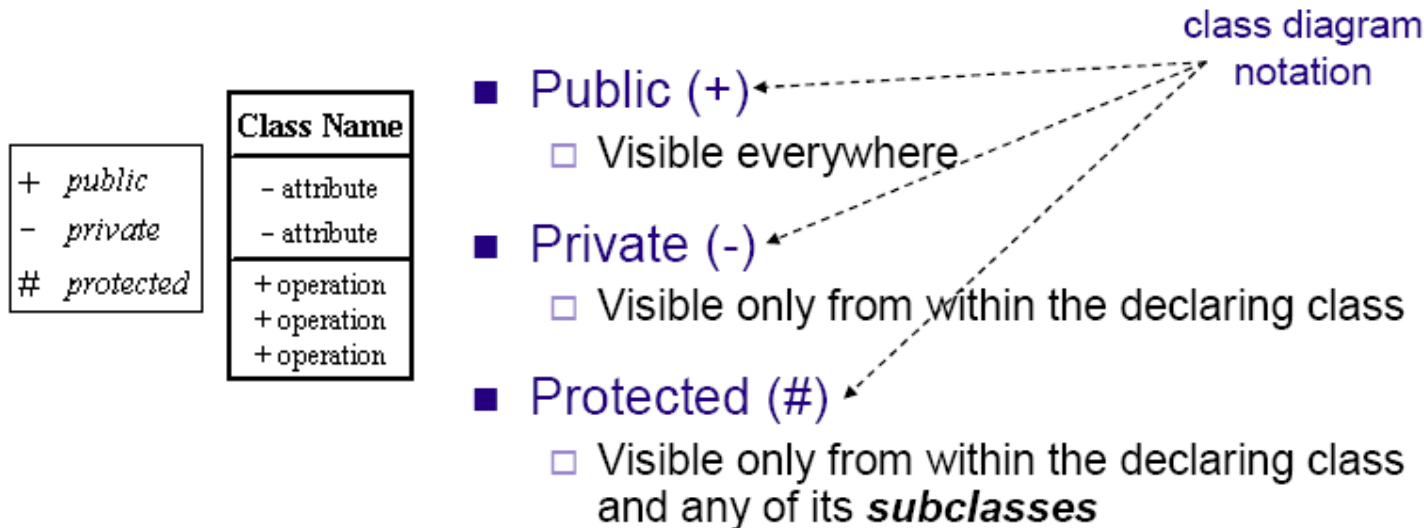 + public
- private
# protected
Class Name
- attribute
- attribute
+ operation
+ operation
+ operation
class diagram
notation
■ Public (+)
□ Visible everywhere
■ Private (-)
□ Visible only from within the declaring class
■ Protected (#)
□ Visible only from within the declaring class
and any of its subclasses